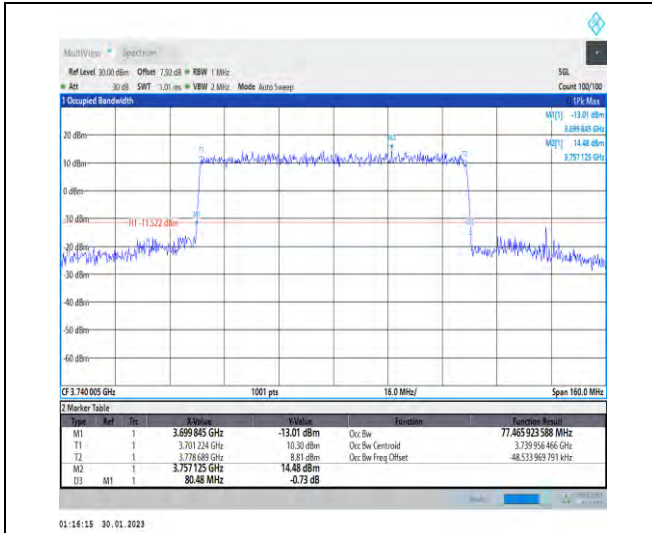 MultiView Spectrum
Ref Level 30.00 dBm Offset 7.92 dB RBW 1 MHz SGL
Att 30 dB SWT 1.01 ms VBW 2 MHz Mode Auto Sweep Count 100/100
1 Occupied Bandwidth 1Pk Max
M1[1] -13.01 dBm
3.699 845 GHz
M2[1] 14.48 dBm
3.757 125 GHz
20 dBm
M2
T1 T2
10 dBm
0 dBm
-10 dBm
M1
H1 -11.522 dBm
-20 dBm
-30 dBm
-40 dBm
-50 dBm
-60 dBm
CF 3.740 005 GHz 1001 pts 16.0 MHz/ Span 160.0 MHz
2 Marker Table
Type Ref Trc X-Value Y-Value Function Function Result
M1 1 3.699 845 GHz -13.01 dBm Occ Bw 77.465 923 588 MHz
T1 1 3.701 224 GHz 10.30 dBm Occ Bw Centroid 3.739 956 466 GHz
T2 1 3.778 689 GHz 8.81 dBm Occ Bw Freq Offset -48.533 969 791 kHz
M2 1 3.757 125 GHz 14.48 dBm
D3 M1 1 80.48 MHz -0.73 dB
01:16:15 30.01.2023